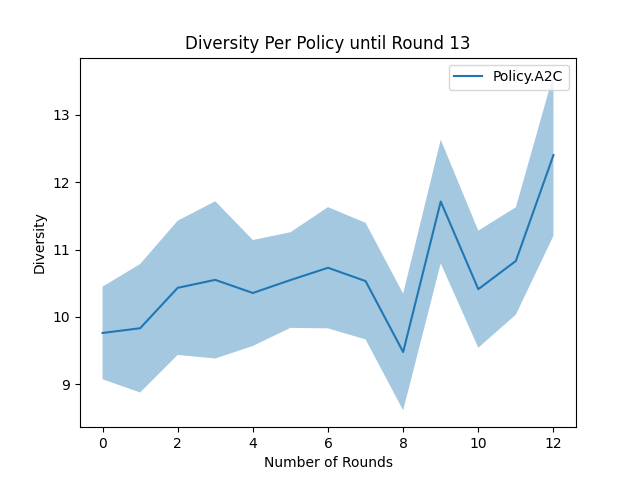 Diversity Per Policy until Round 13
Policy.A2C
Diversity
13
12
11
10
9
0 2 4 6 8 10 12
Number of Rounds